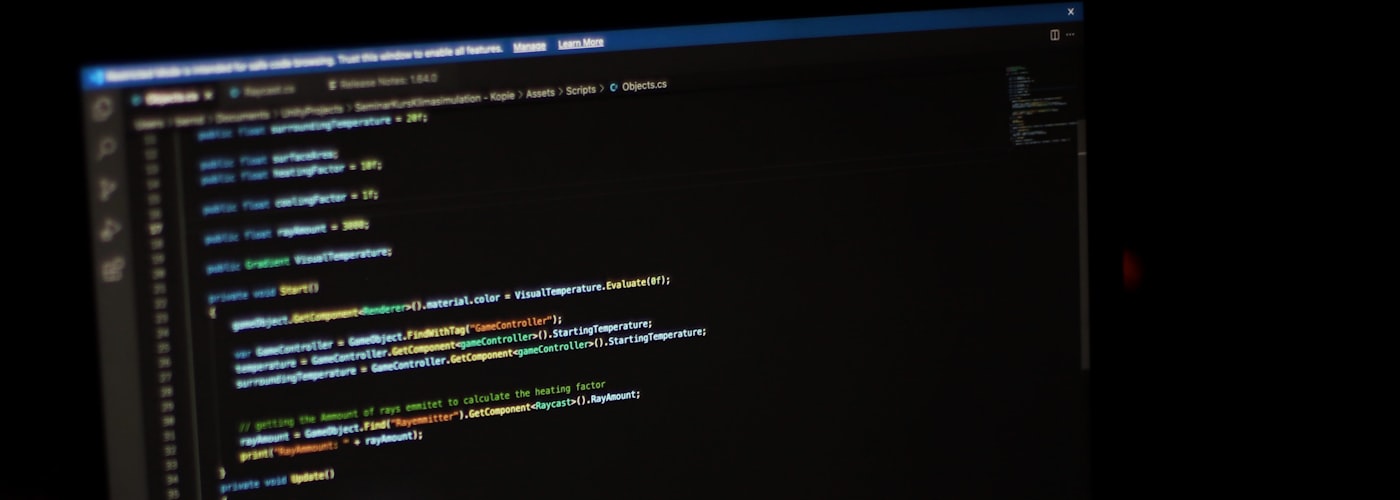 Restricted Mode is intended for safe code browsing. Trust this window to enable all features. Manage Learn More
Objects.cs Raycast.cs Release Notes: 1.64.0
Users > > Documents > UnityProjects > SeminarKursKlimasimulation - Kopie > Assets > Scripts > Objects.cs
public float surroundingTemperature = 20f;
public float surfaceArea;
public float heatingFactor = 10f;
public float coolingFactor = 1f;
public float rayAmount = 3000;
public Gradient VisualTemperature;
private void Start()
{
gameObject.GetComponent<Renderer>().material.color = VisualTemperature.Evaluate(0f);
var GameController = GameObject.FindWithTag("GameController");
temperature = GameController.GetComponent<gameController>().StartingTemperature;
surroundingTemperature = GameController.GetComponent<gameController>().StartingTemperature;
// getting the Ammount of rays emmitet to calculate the heating factor
rayAmount = GameObject.Find("Rayemmitter").GetComponent<Raycast>().RayAmount;
print("RayAmmount: " + rayAmount);
}
private void Update()
{